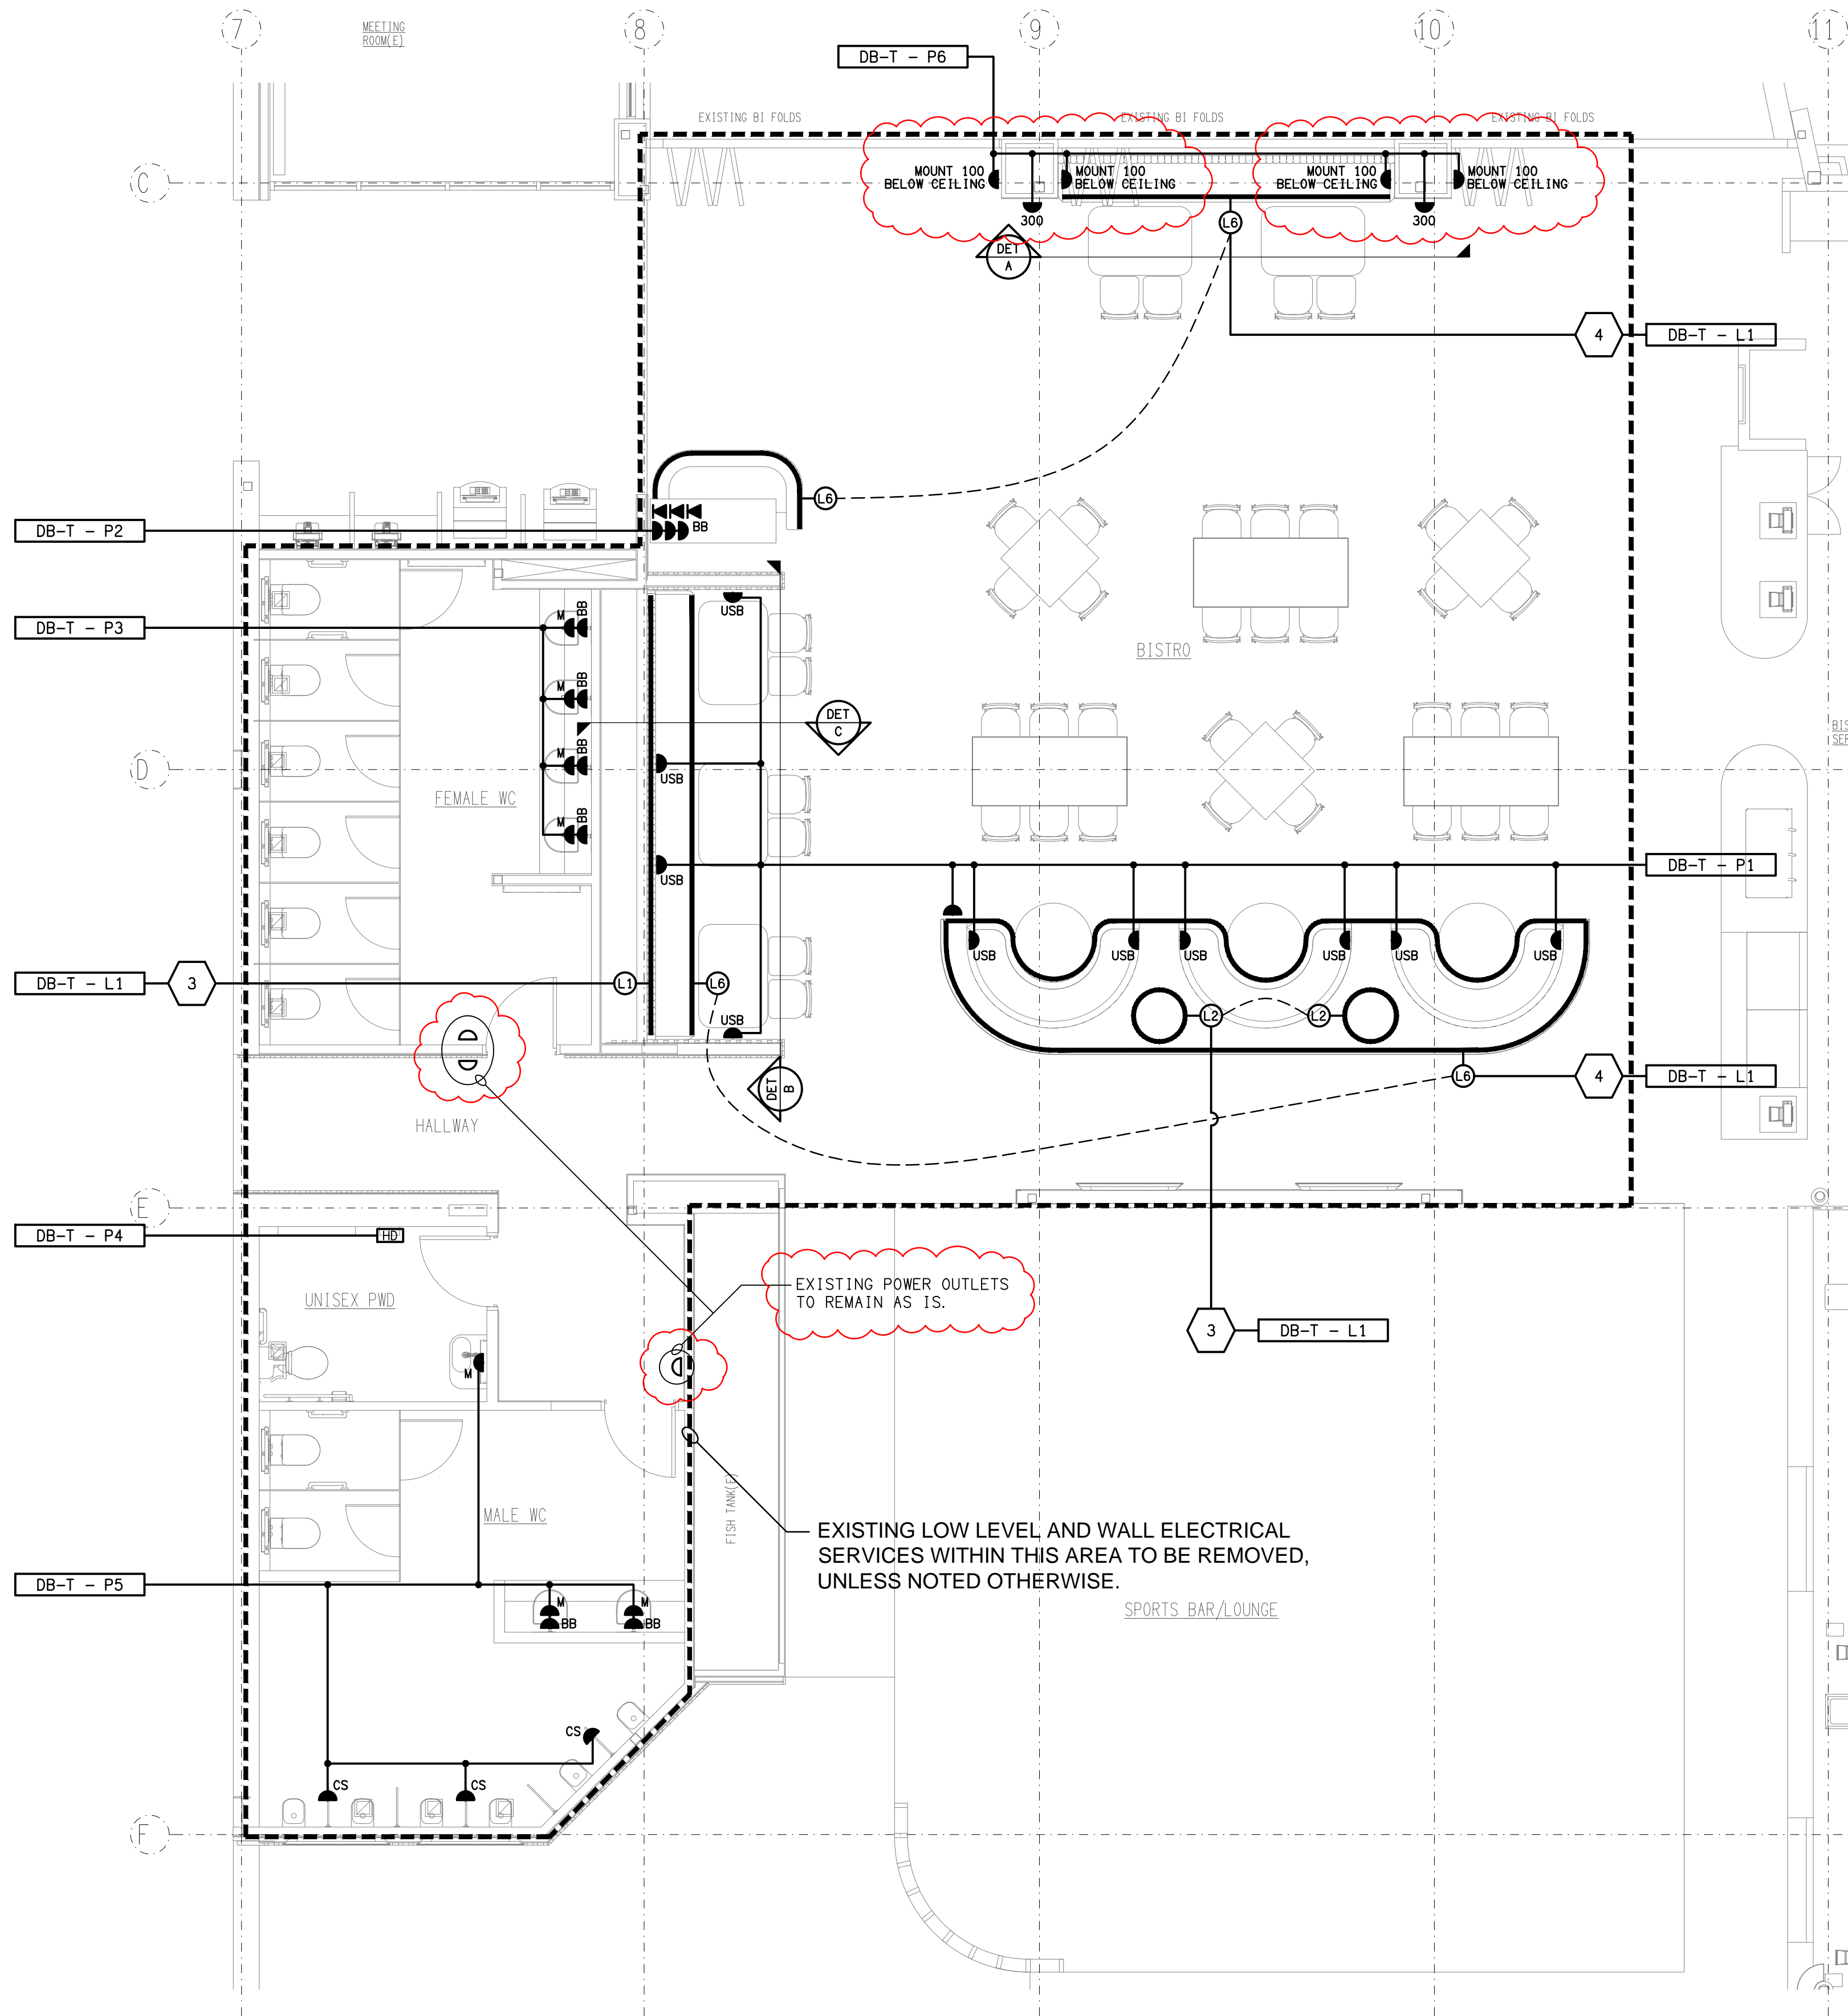 7
8
9
10
11
MEETING
ROOM(E)
DB-T - P6
EXISTING BI FOLDS
EXISTING BI FOLDS
EXISTING BI FOLDS
C
MOUNT 100
BELOW CEILING
MOUNT 100
BELOW CEILING
MOUNT 100
BELOW CEILING
MOUNT 100
BELOW CEILING
300
300
L6
DET
A
4
DB-T - L1
L6
DB-T - P2
BB
USB
DB-T - P3
M
BB
BISTRO
M
BB
DET
C
M
BB
D
USB
FEMALE WC
M
BB
USB
DB-T - P1
USB
USB
USB
USB
USB
USB
DB-T - L1
3
L1
L6
L2
L2
USB
DET
B
L6
4
DB-T - L1
HALLWAY
E
DB-T - P4
HD
EXISTING POWER OUTLETS
TO REMAIN AS IS.
UNISEX PWD
3
DB-T - L1
M
FISH TANK(E)
MALE WC
EXISTING LOW LEVEL AND WALL ELECTRICAL
SERVICES WITHIN THIS AREA TO BE REMOVED,
UNLESS NOTED OTHERWISE.
DB-T - P5
M
BB
M
BB
SPORTS BAR/LOUNGE
CS
CS
CS
F